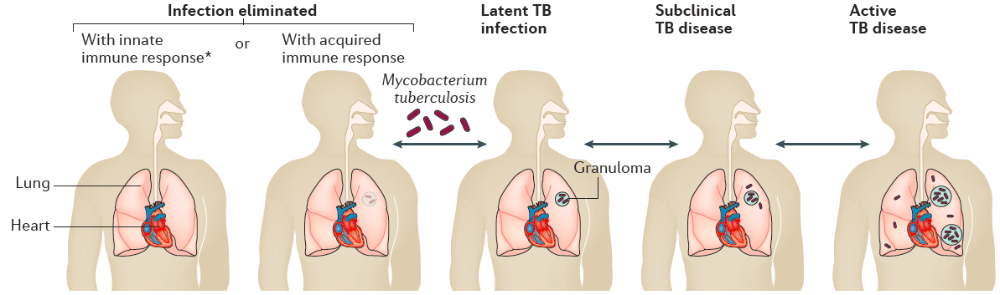 Infection eliminated
With innate
immune response*
or
With acquired
immune response
Latent TB
infection
Subclinical
TB disease
Active
TB disease
Mycobacterium
tuberculosis
Granuloma
Lung
Heart